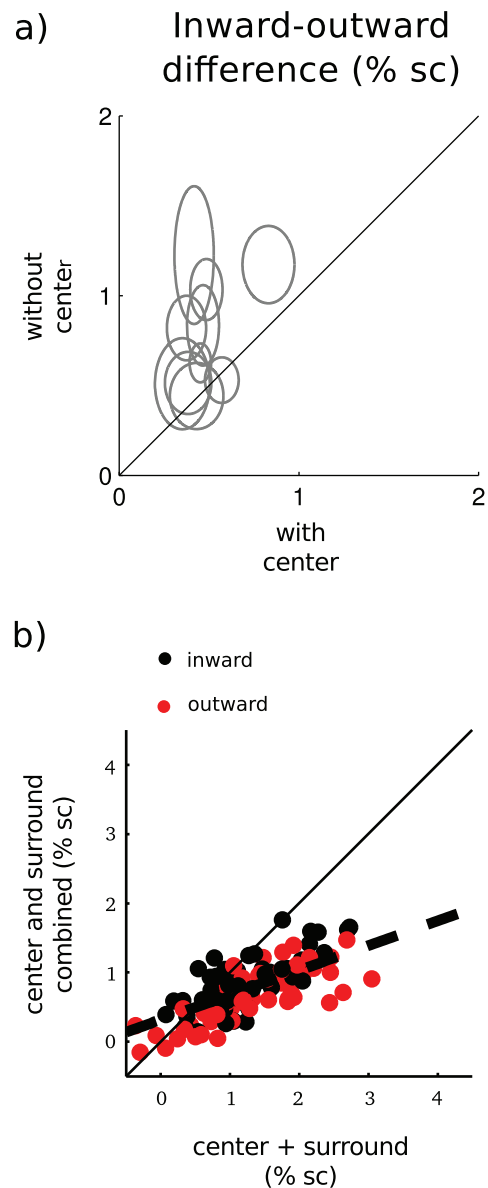 a)
Inward-outward
difference (% sc)
2
1
0
without
center
0 1 2
with
center
b)
inward
outward
4
3
2
1
0
center and surround
combined (% sc)
0 1 2 3 4
center + surround
(% sc)